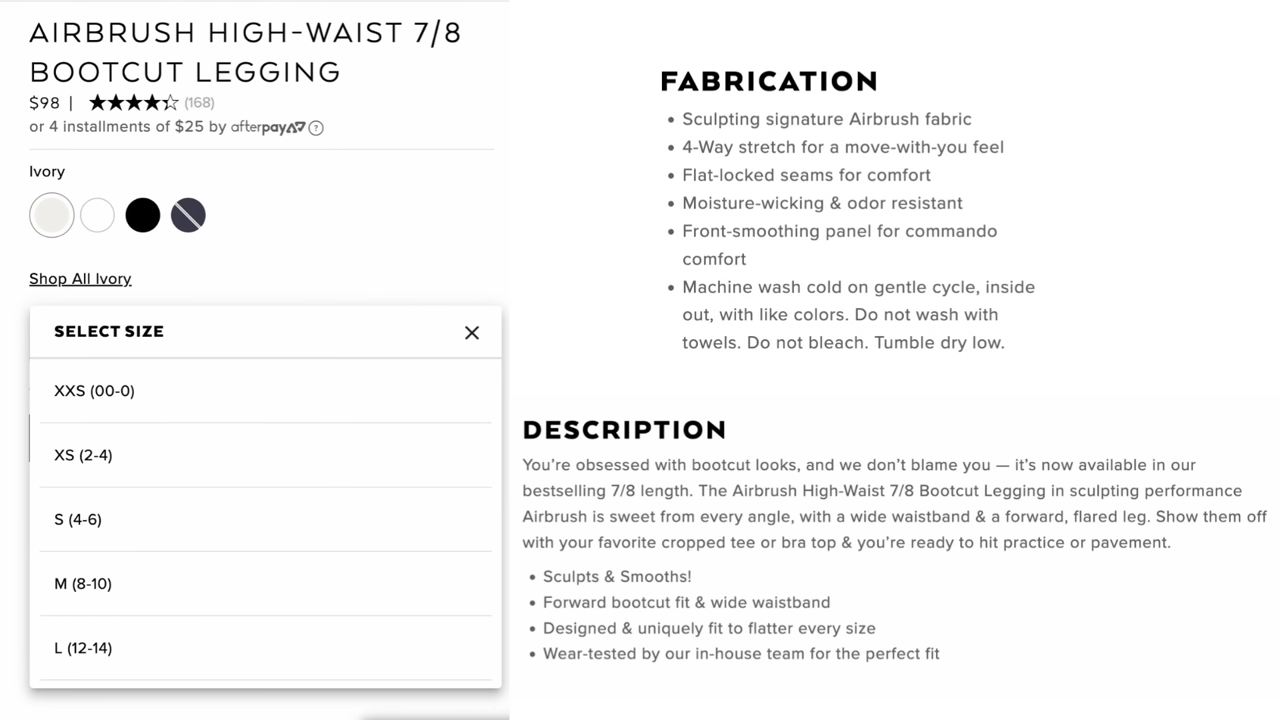 AIRBRUSH HIGH-WAIST 7/8
BOOTCUT LEGGING
$98 | ★★★★☆ (168)
or 4 installments of $25 by afterpay ?
Ivory
Shop All Ivory
SELECT SIZE ×
XXS (00-0)
XS (2-4)
S (4-6)
M (8-10)
L (12-14)
FABRICATION
• Sculpting signature Airbrush fabric
• 4-Way stretch for a move-with-you feel
• Flat-locked seams for comfort
• Moisture-wicking & odor resistant
• Front-smoothing panel for commando
comfort
• Machine wash cold on gentle cycle, inside
out, with like colors. Do not wash with
towels. Do not bleach. Tumble dry low.
DESCRIPTION
You’re obsessed with bootcut looks, and we don’t blame you — it’s now available in our
bestselling 7/8 length. The Airbrush High-Waist 7/8 Bootcut Legging in sculpting performance
Airbrush is sweet from every angle, with a wide waistband & a forward, flared leg. Show them off
with your favorite cropped tee or bra top & you’re ready to hit practice or pavement.
• Sculpts & Smooths!
• Forward bootcut fit & wide waistband
• Designed & uniquely fit to flatter every size
• Wear-tested by our in-house team for the perfect fit